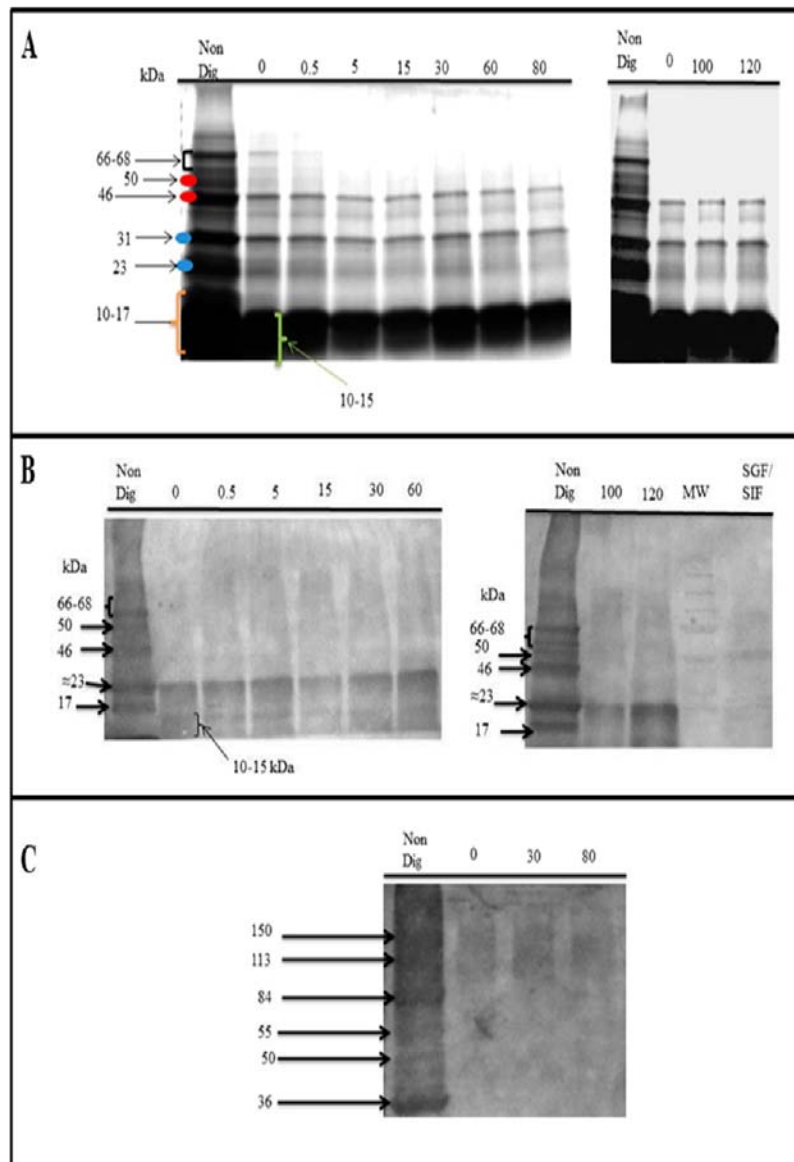 A
kDa
Non
Dig
0 0.5 5 15 30 60 80
66-68
50
46
31
23
10-17
10-15
Non
Dig
0 100 120
B
Non
Dig
0 0.5 5 15 30 60
kDa
66-68
50
46
≈23
17
10-15 kDa
Non
Dig
100 120 MW
SGF/
SIF
kDa
66-68
50
46
≈23
17
C
Non
Dig
0 30 80
150
113
84
55
50
36